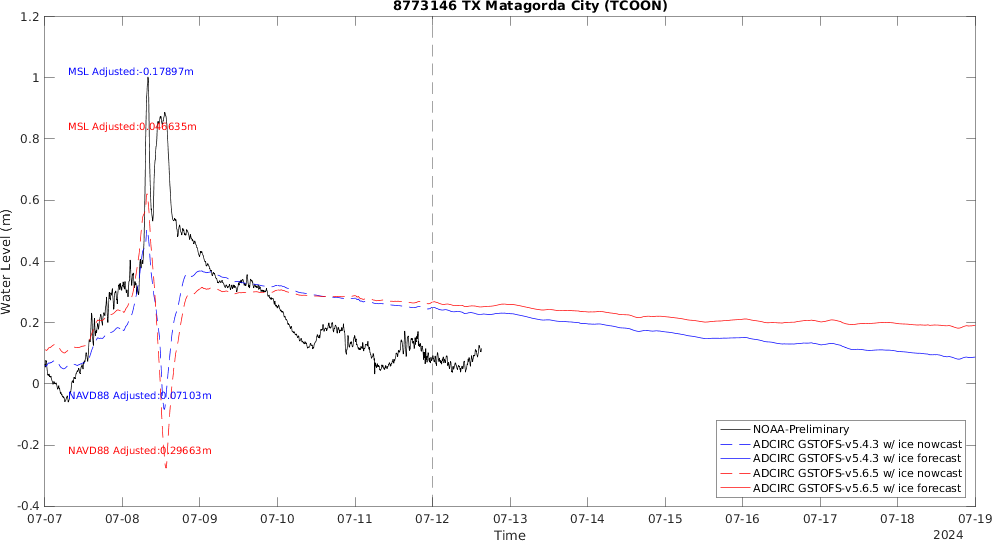 8773146 TX Matagorda City (TCOON)
1.2
1
0.8
0.6
0.4
0.2
0
-0.2
-0.4
Water Level (m)
MSL Adjusted:-0.17897m
MSL Adjusted:0.046635m
NAVD88 Adjusted:0.07103m
NAVD88 Adjusted:0.29663m
NOAA-Preliminary
ADCIRC GSTOFS-v5.4.3 w/ ice nowcast
ADCIRC GSTOFS-v5.4.3 w/ ice forecast
ADCIRC GSTOFS-v5.6.5 w/ ice nowcast
ADCIRC GSTOFS-v5.6.5 w/ ice forecast
07-07 07-08 07-09 07-10 07-11 07-12 07-13 07-14 07-15 07-16 07-17 07-18 07-19
Time
2024